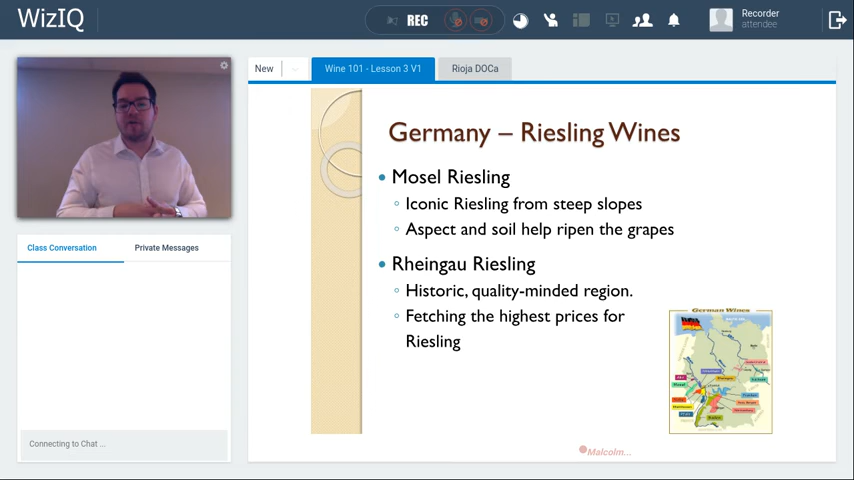 WizIQ
REC
Recorder
attendee
New
Wine 101 - Lesson 3 V1
Rioja DOCa
Germany – Riesling Wines
Mosel Riesling
Iconic Riesling from steep slopes
Aspect and soil help ripen the grapes
Rheingau Riesling
Historic, quality-minded region.
Fetching the highest prices for
Riesling
German Wines
Class Conversation
Private Messages
Connecting to Chat ...
Malcolm...